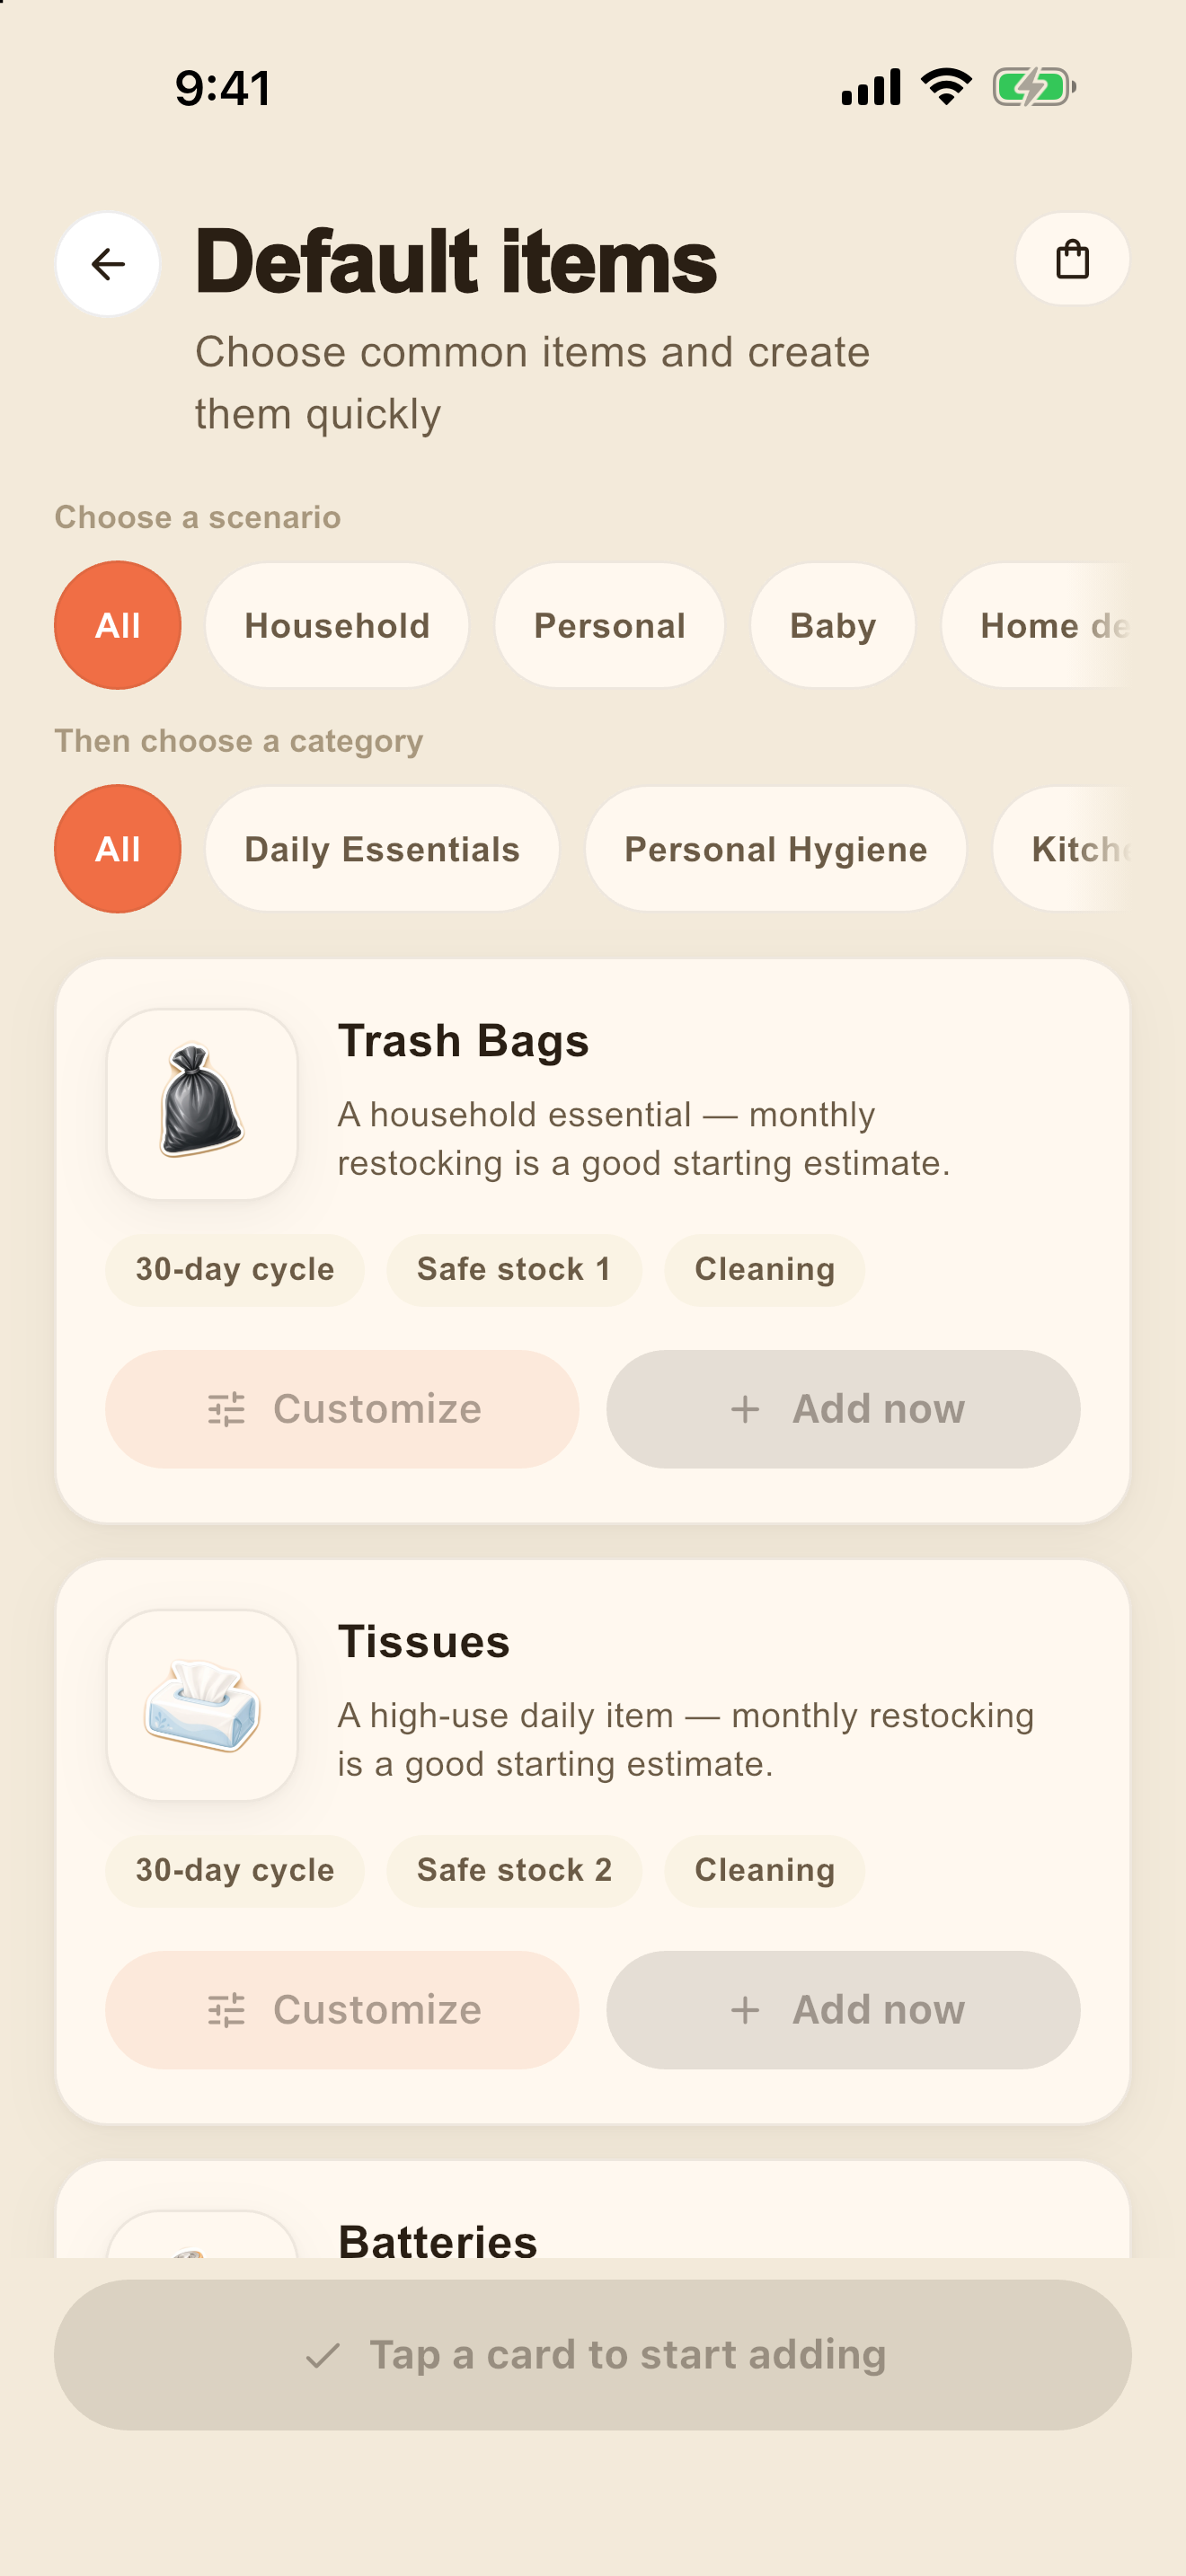 9:41
Default items
Choose common items and create
them quickly
Choose a scenario
All
Household
Personal
Baby
Home de
Then choose a category
All
Daily Essentials
Personal Hygiene
Kitche
Trash Bags
A household essential — monthly
restocking is a good starting estimate.
30-day cycle
Safe stock 1
Cleaning
Customize
Add now
Tissues
A high-use daily item — monthly restocking
is a good starting estimate.
30-day cycle
Safe stock 2
Cleaning
Customize
Add now
Batteries
Tap a card to start adding